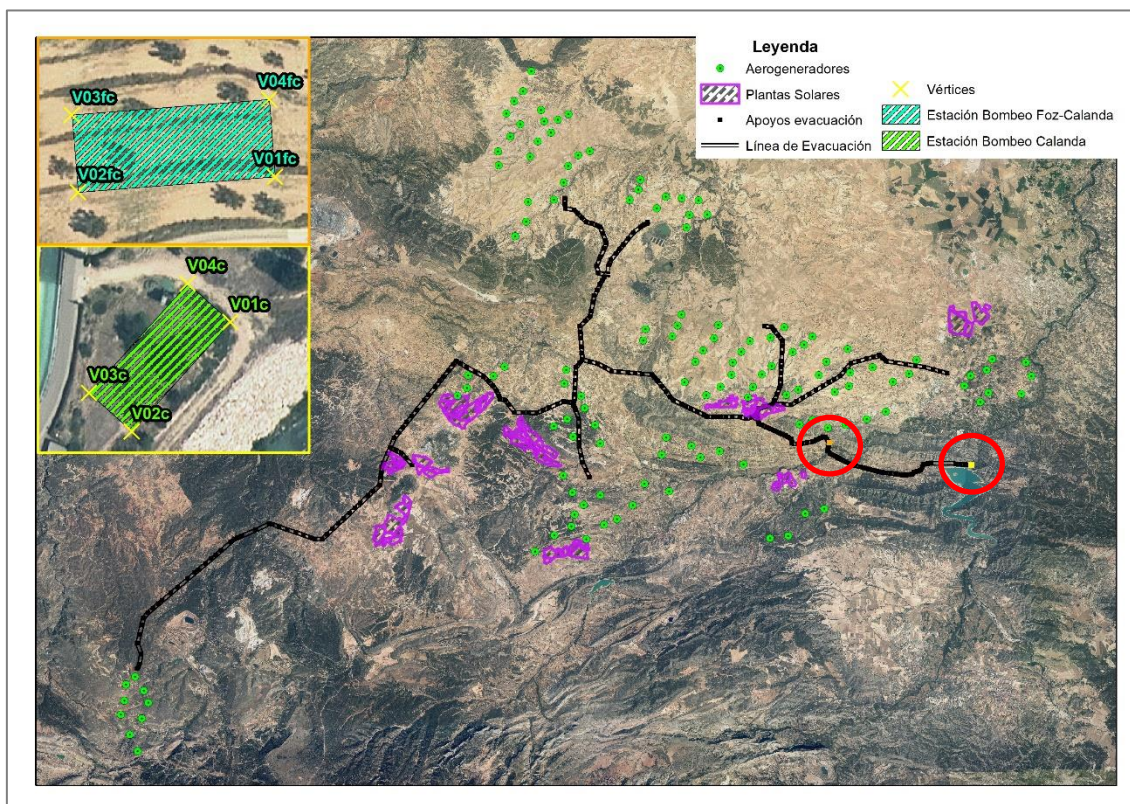 V03fc
V04fc
V02fc
V01fc
V04c
V01c
V03c
V02c
Leyenda
Aerogeneradores
Plantas Solares
Apoyos evacuación
Línea de Evacuación
Vértices
Estación Bombeo Foz-Calanda
Estación Bombeo Calanda